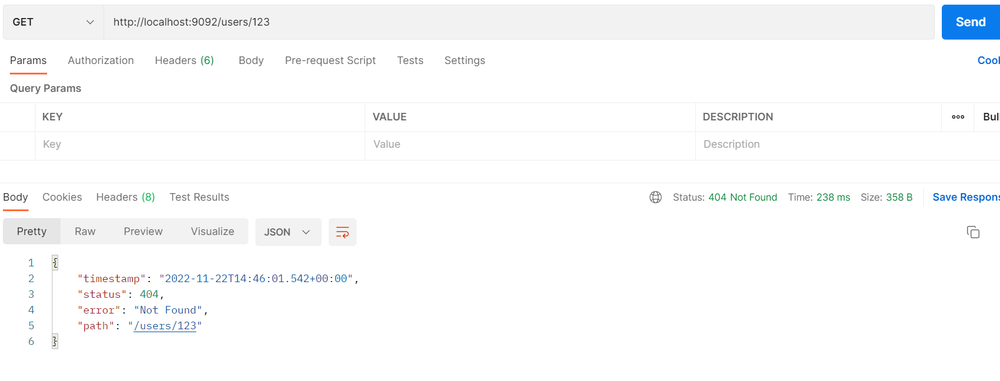 GET http://localhost:9092/users/123 Send
Params Authorization Headers (6) Body Pre-request Script Tests Settings Cook
Query Params
KEY VALUE DESCRIPTION ooo Bull
Key Value Description
Body Cookies Headers (8) Test Results Status: 404 Not Found Time: 238 ms Size: 358 B Save Respons
Pretty Raw Preview Visualize JSON
1 {
2 "timestamp": "2022-11-22T14:46:01.542+00:00",
3 "status": 404,
4 "error": "Not Found",
5 "path": "/users/123"
6 }